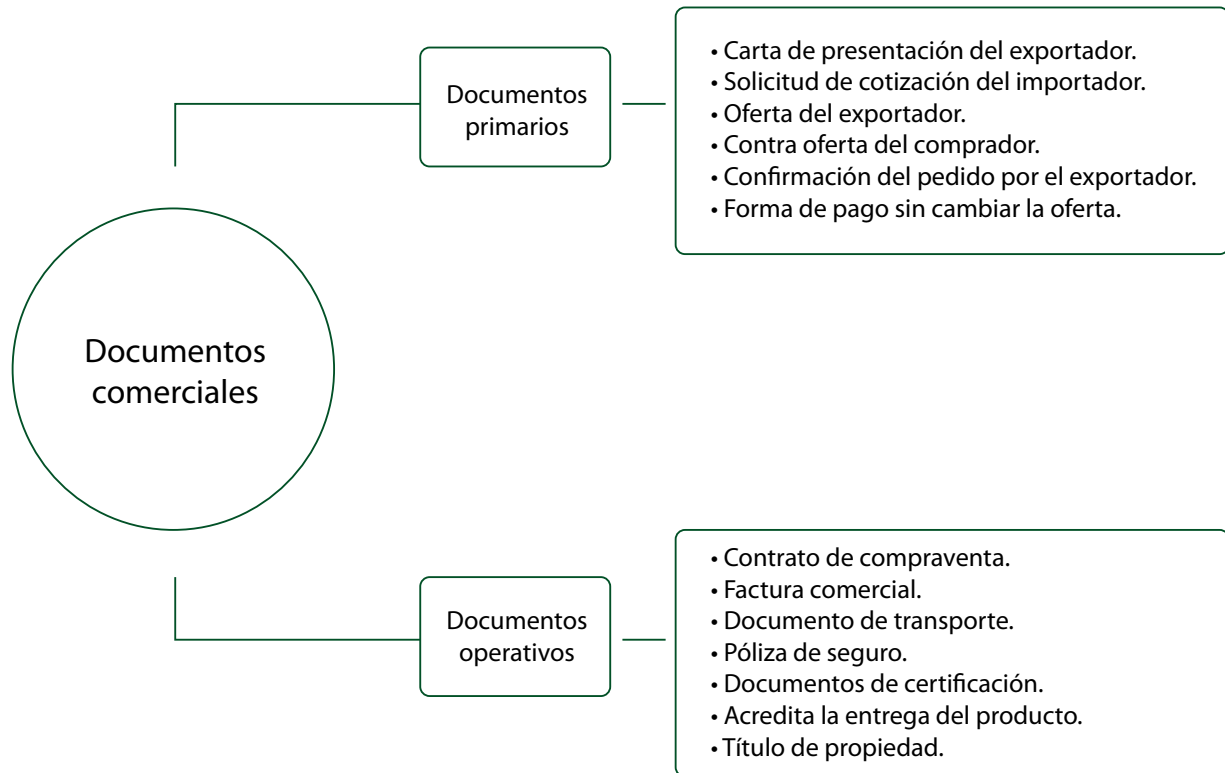 Documentos
primarios
• Carta de presentación del exportador.
• Solicitud de cotización del importador.
• Oferta del exportador.
• Contra oferta del comprador.
• Confirmación del pedido por el exportador.
• Forma de pago sin cambiar la oferta.
Documentos
comerciales
Documentos
operativos
• Contrato de compraventa.
• Factura comercial.
• Documento de transporte.
• Póliza de seguro.
• Documentos de certificación.
• Acredita la entrega del producto.
• Título de propiedad.